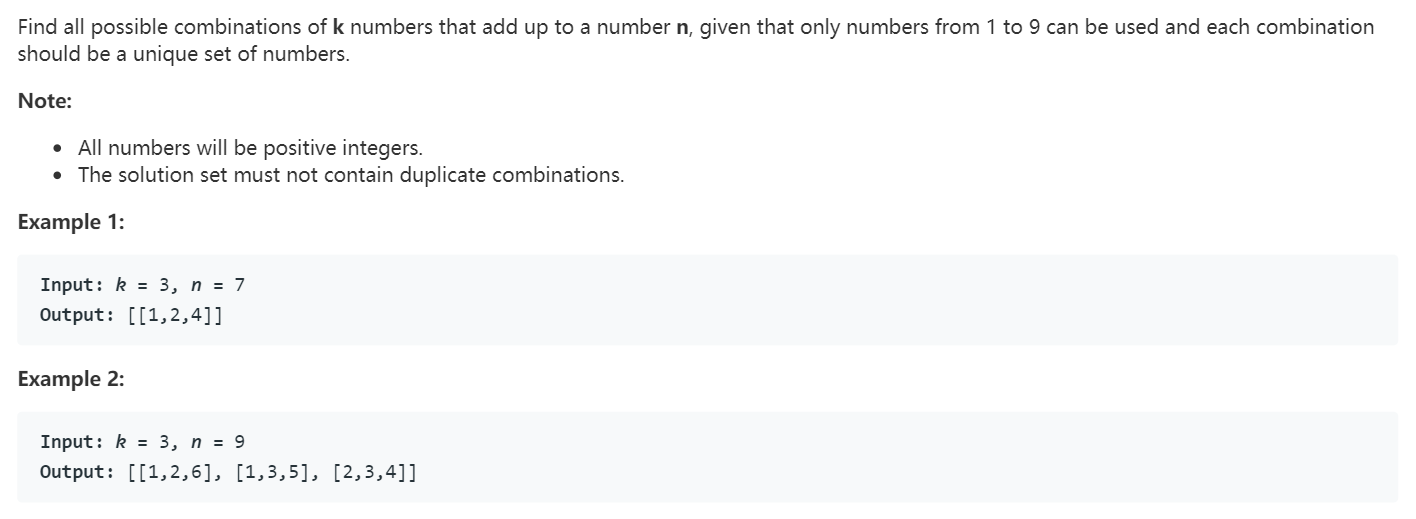 Find all possible combinations of k numbers that add up to a number n, given that only numbers from 1 to 9 can be used and each combination
should be a unique set of numbers.
Note:
• All numbers will be positive integers.
• The solution set must not contain duplicate combinations.
Example 1:
Input: k = 3, n = 7
Output: [[1,2,4]]
Example 2:
Input: k = 3, n = 9
Output: [[1,2,6], [1,3,5], [2,3,4]]